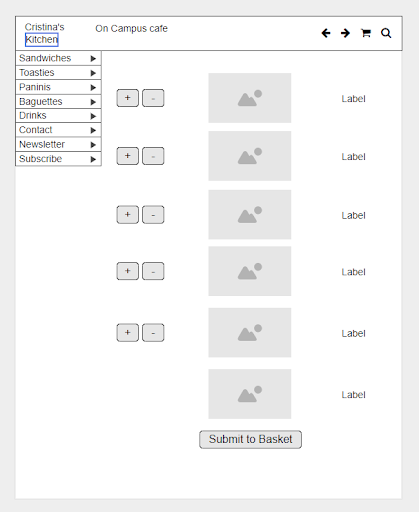 Cristina's
Kitchen
On Campus cafe
Sandwiches
Toasties
Paninis
Baguettes
Drinks
Contact
Newsletter
Subscribe
+ - Label
+ - Label
+ - Label
+ - Label
+ - Label
Label
Submit to Basket